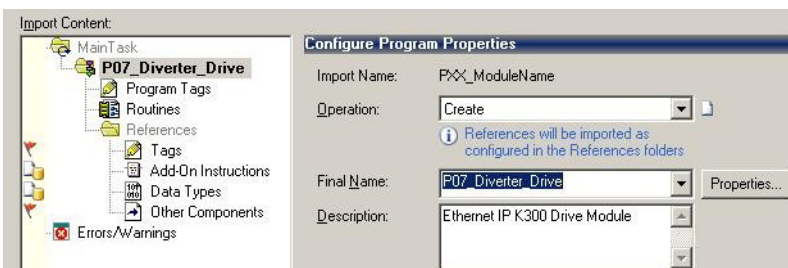 Import Content:
MainTask
P07_Diverter_Drive
Program Tags
Routines
References
Tags
Add-On Instructions
Data Types
Other Components
Errors/Warnings
Configure Program Properties
Import Name: PXX_ModuleName
Operation: Create
References will be imported as
configured in the References folders
Final Name: P07_Diverter_Drive Properties...
Description: Ethernet IP K300 Drive Module